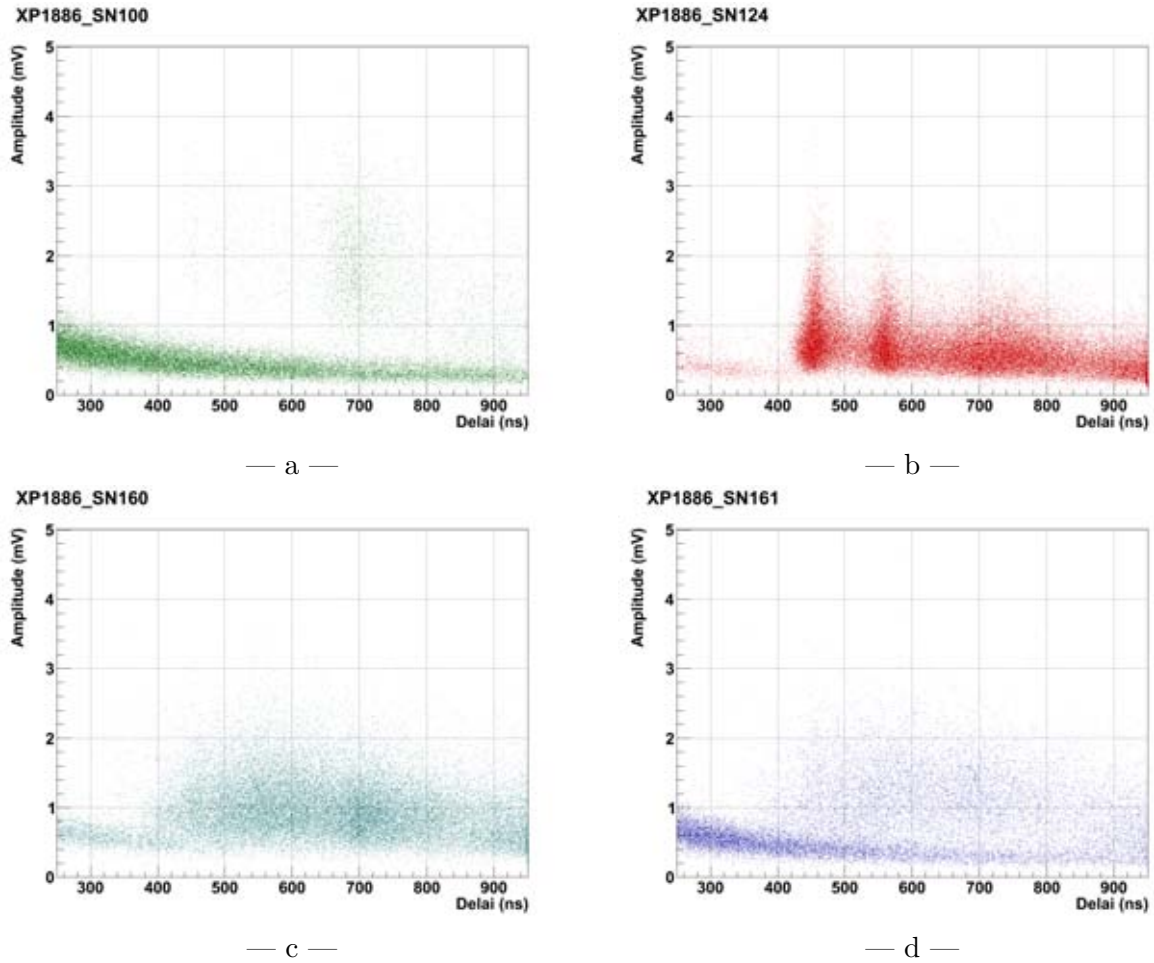 XP1886_SN100
XP1886_SN124
Amplitude (mV)
5
4
3
2
1
0
300 400 500 600 700 800 900
Delai (ns)
Amplitude (mV)
5
4
3
2
1
0
300 400 500 600 700 800 900
Delai (ns)
— a —
— b —
XP1886_SN160
XP1886_SN161
Amplitude (mV)
5
4
3
2
1
0
300 400 500 600 700 800 900
Delai (ns)
Amplitude (mV)
5
4
3
2
1
0
300 400 500 600 700 800 900
Delai (ns)
— c —
— d —